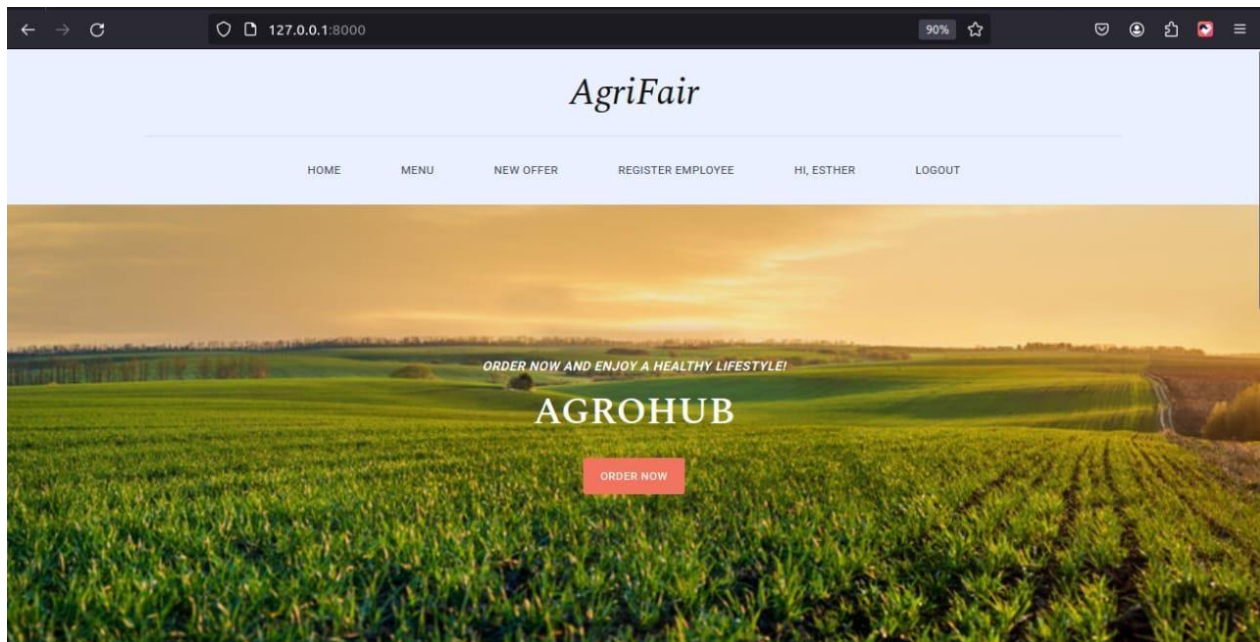 127.0.0.1:8000
90%
AgriFair
HOME MENU NEW OFFER REGISTER EMPLOYEE HI, ESTHER LOGOUT
ORDER NOW AND ENJOY A HEALTHY LIFESTYLE!
AGROHUB
ORDER NOW